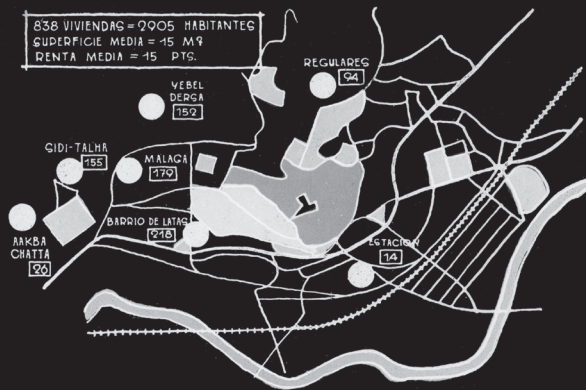 838 VIVIENDAS = 2905 HABITANTES
SUPERFICIE MEDIA = 15 M2
RENTA MEDIA = 15 PTS.
REGULARES
94
YEBEL
DERSA
152
SIDI-TALHA
155
MALAGA
179
BARRIO DE LATAS
218
AAKBA
CHATTA
26
ESTACION
14